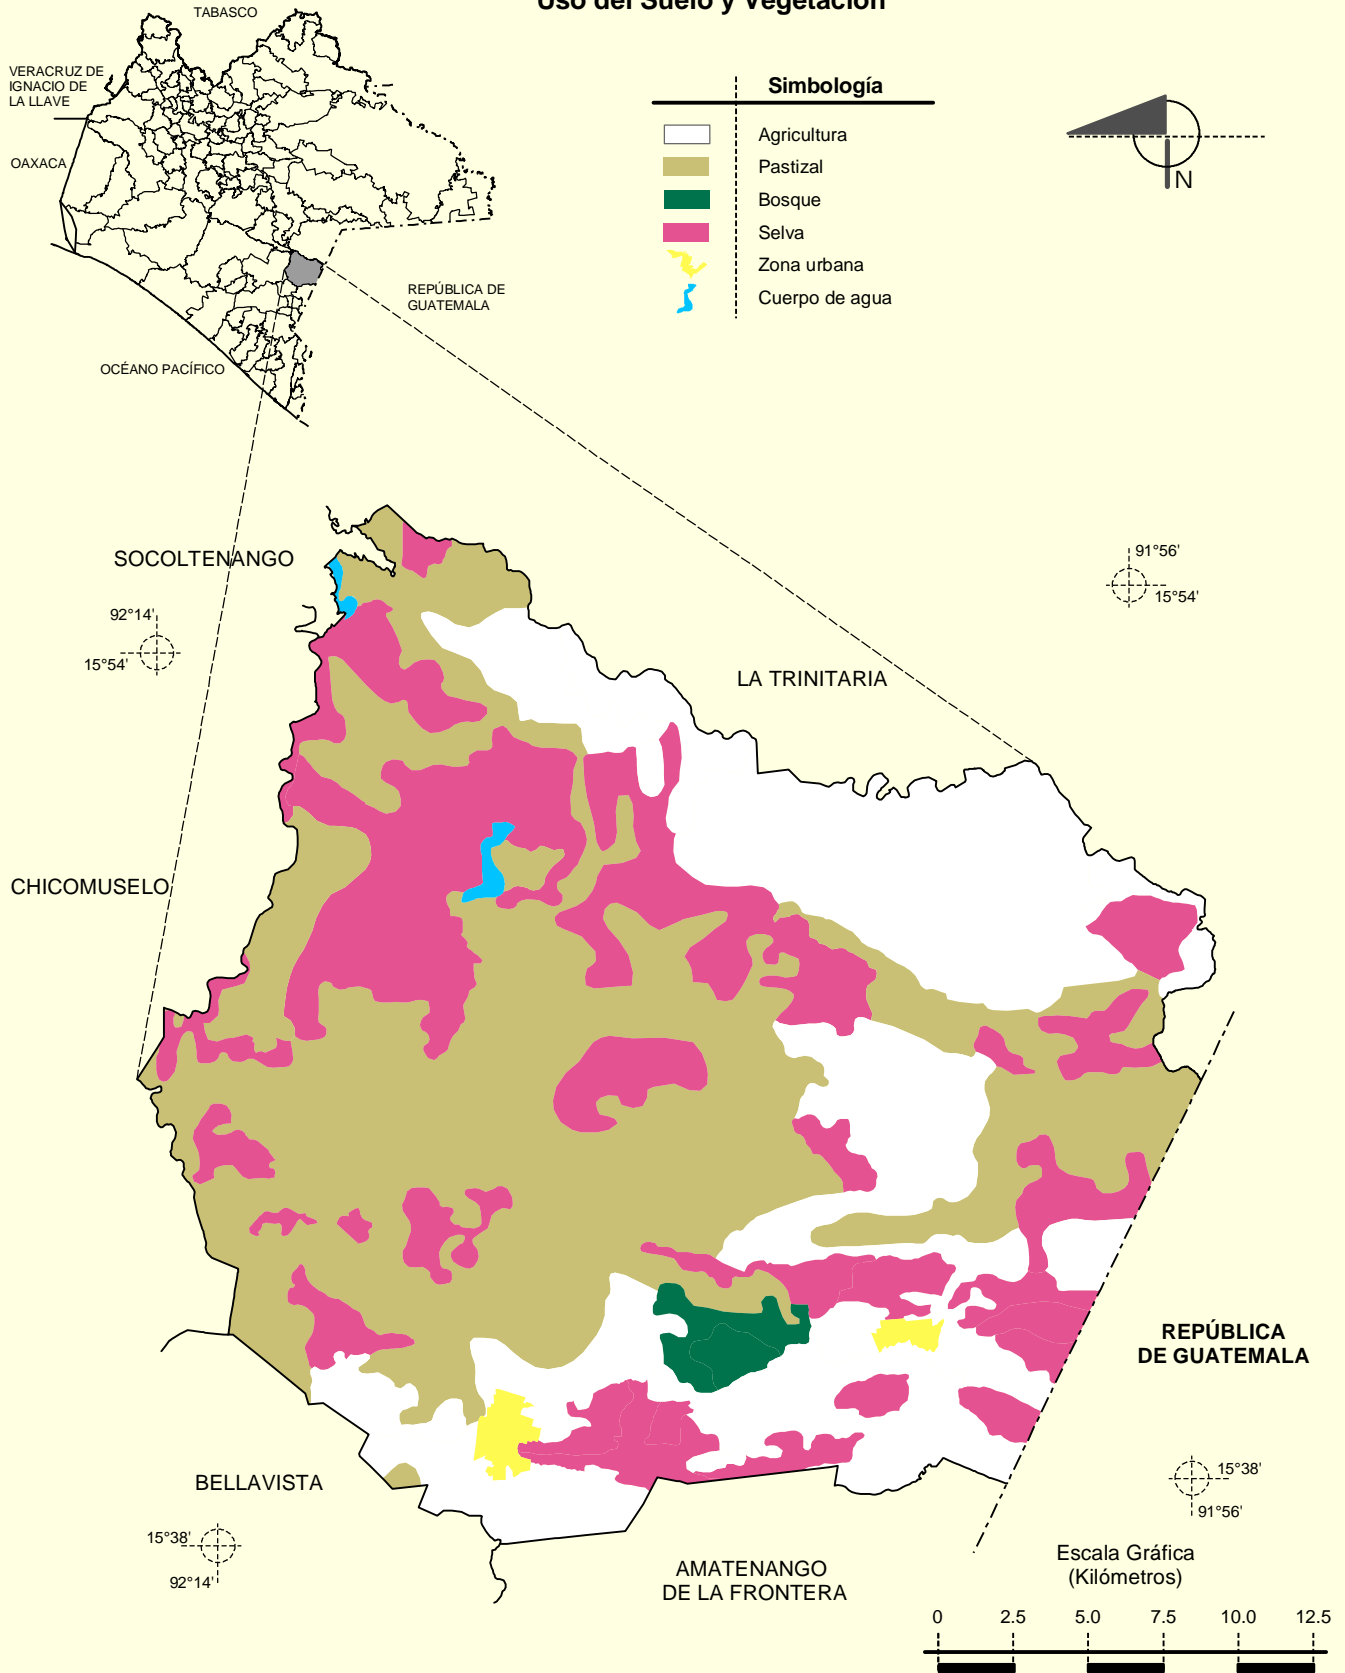 Uso del Suelo y Vegetación
TABASCO
VERACRUZ DE
IGNACIO DE
LA LLAVE
OAXACA
REPÚBLICA DE
GUATEMALA
OCÉANO PACÍFICO
Simbología
Agricultura
Pastizal
Bosque
Selva
Zona urbana
Cuerpo de agua
N
SOCOLTENANGO
92°14'
15°54'
91°56'
15°54'
LA TRINITARIA
CHICOMUSELO
REPÚBLICA
DE GUATEMALA
BELLAVISTA
15°38'
92°14'
15°38'
91°56'
AMATENANGO
DE LA FRONTERA
Escala Gráfica
(Kilómetros)
0 2.5 5.0 7.5 10.0 12.5